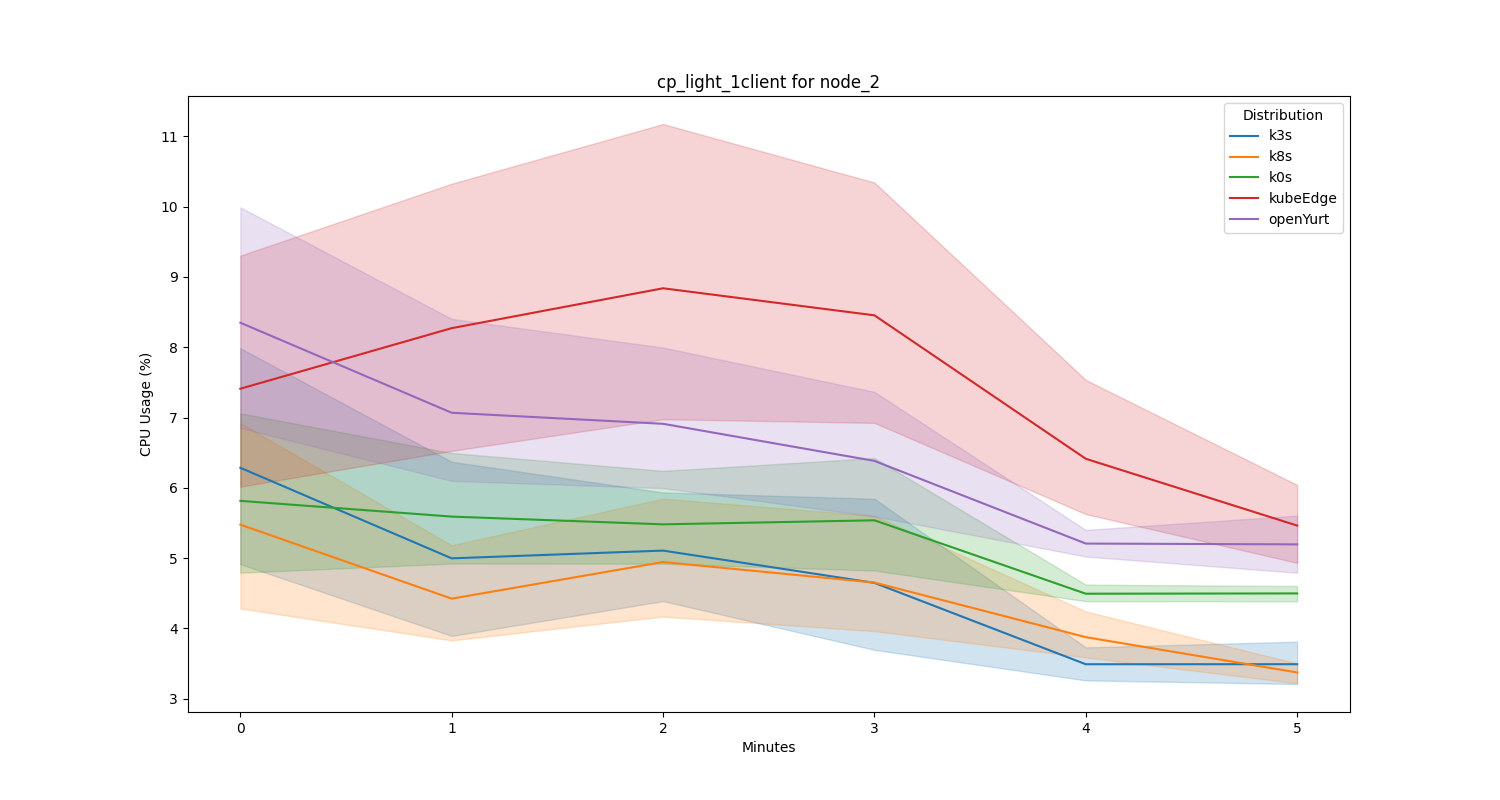 cp_light_1client for node_2
CPU Usage (%)
11
10
9
8
7
6
5
4
3
0 1 2 3 4 5
Minutes
Distribution
k3s
k8s
k0s
kubeEdge
openYurt